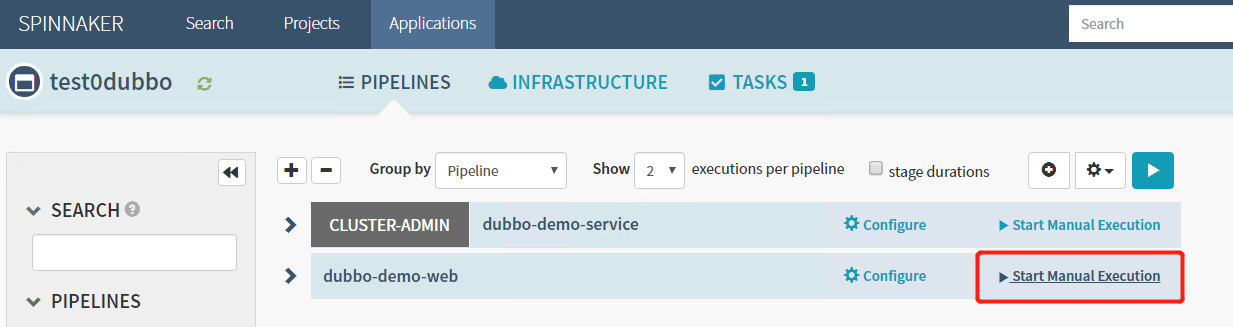 SPINNAKER Search Projects Applications Search
test0dubbo PIPELINES INFRASTRUCTURE TASKS 1
Group by Pipeline Show 2 executions per pipeline stage durations
SEARCH ?
CLUSTER-ADMIN dubbo-demo-service Configure Start Manual Execution
dubbo-demo-web Configure Start Manual Execution
PIPELINES